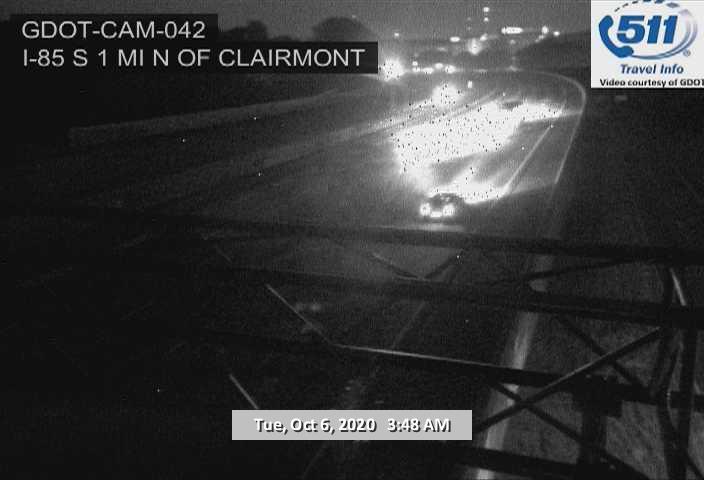 GDOT-CAM-042
I-85 S 1 MI N OF CLAIRMONT
511
Travel Info
Video courtesy of GDOT
Tue, Oct 6, 2020 3:48 AM